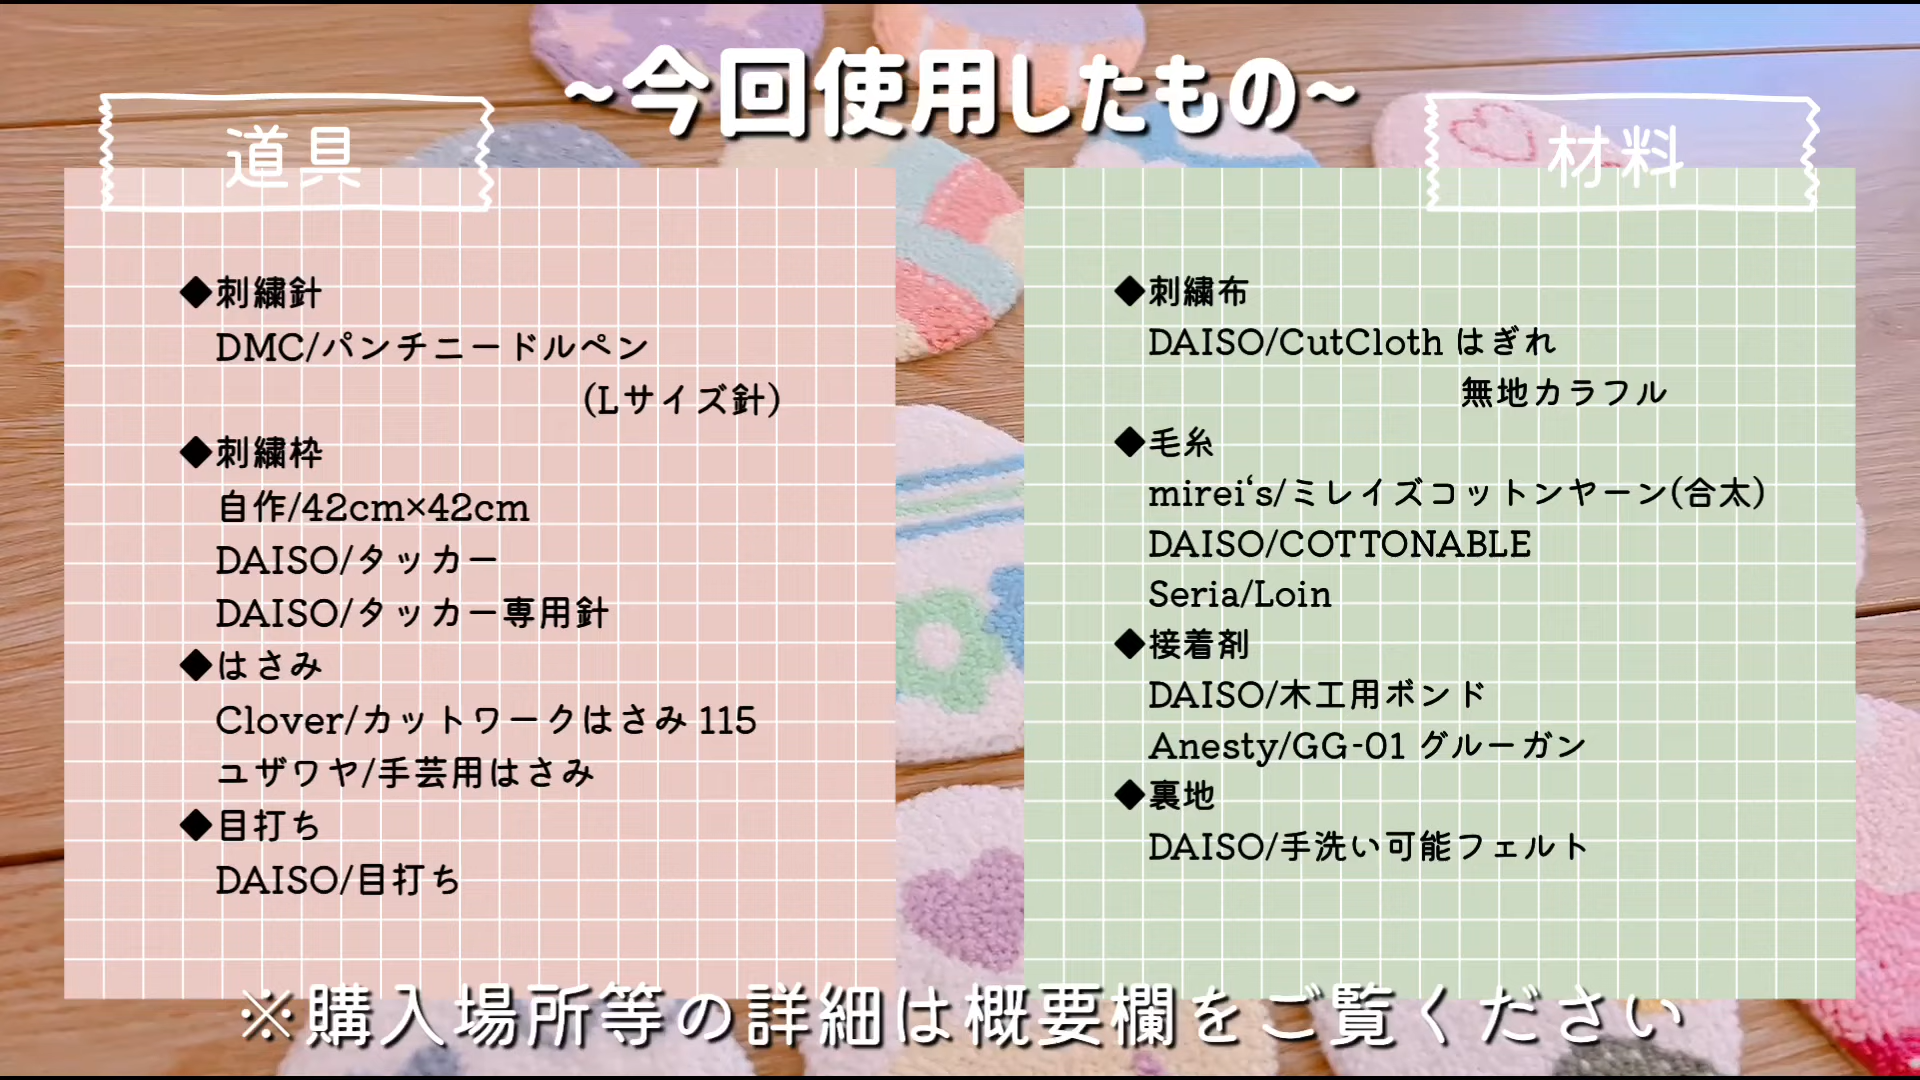 ~今回使用したもの~
道具
◆刺繍針
DMC/パンチニードルペン
(Lサイズ針)
◆刺繍枠
自作/42cm×42cm
DAISO/タッカー
DAISO/タッカー専用針
◆はさみ
Clover/カットワークはさみ 115
ユザワヤ/手芸用はさみ
◆目打ち
DAISO/目打ち
材料
◆刺繍布
DAISO/CutCloth はぎれ
無地カラフル
◆毛糸
mirei‘s/ミレイズコットンヤーン(合太)
DAISO/COTTONABLE
Seria/Loin
◆接着剤
DAISO/木工用ボンド
Anesty/GG-01 グルーガン
◆裏地
DAISO/手洗い可能フェルト
※購入場所等の詳細は概要欄をご覧ください